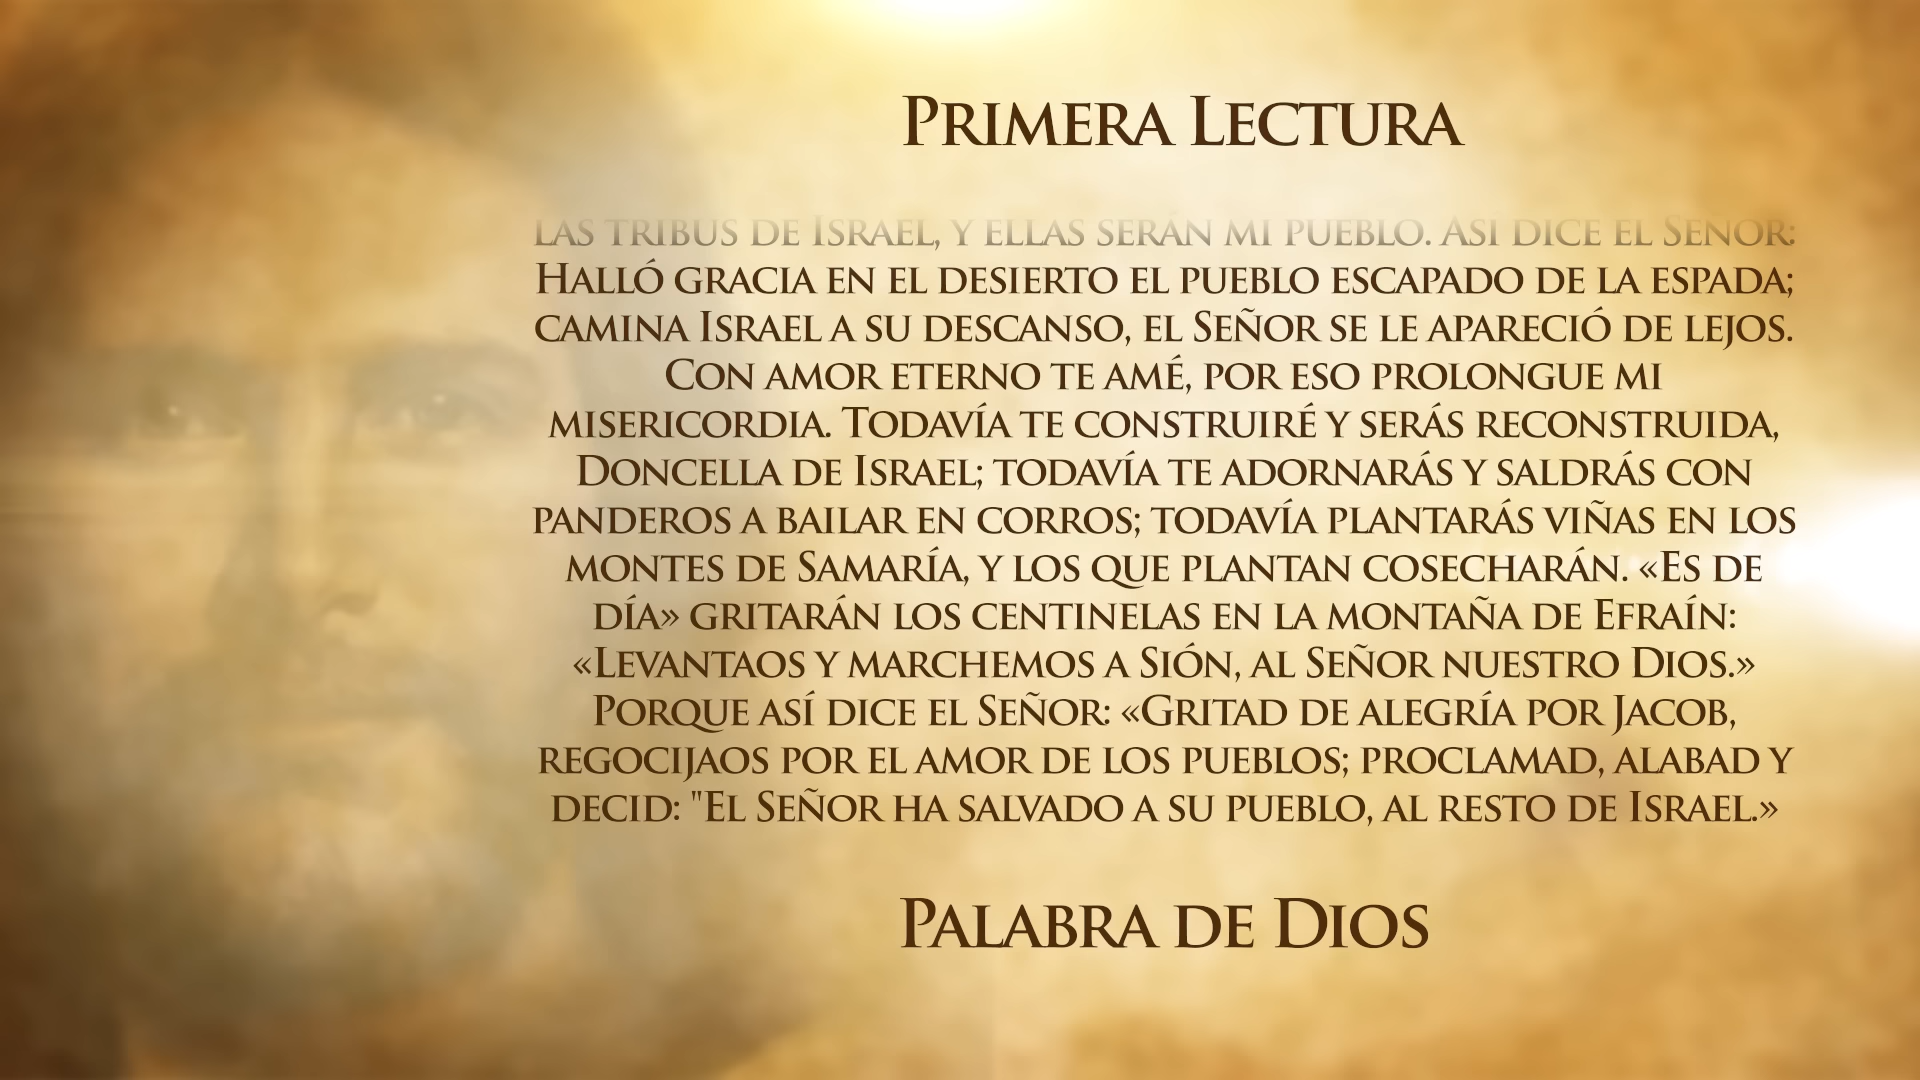 Primera Lectura
las tribus de Israel, y ellas serán mi pueblo. Así dice el Señor:
Halló gracia en el desierto el pueblo escapado de la espada;
camina Israel a su descanso, el Señor se le apareció de lejos.
Con amor eterno te amé, por eso prolongue mi
misericordia. Todavía te construiré y serás reconstruida,
Doncella de Israel; todavía te adornarás y saldrás con
panderos a bailar en corros; todavía plantarás viñas en los
montes de Samaría, y los que plantan cosecharán. «Es de
día» gritarán los centinelas en la montaña de Efraín:
«Levantaos y marchemos a Sión, al Señor nuestro Dios.»
Porque así dice el Señor: «Gritad de alegría por Jacob,
regocijaos por el amor de los pueblos; proclamad, alabad y
decid: "El Señor ha salvado a su pueblo, al resto de Israel.»
Palabra de Dios